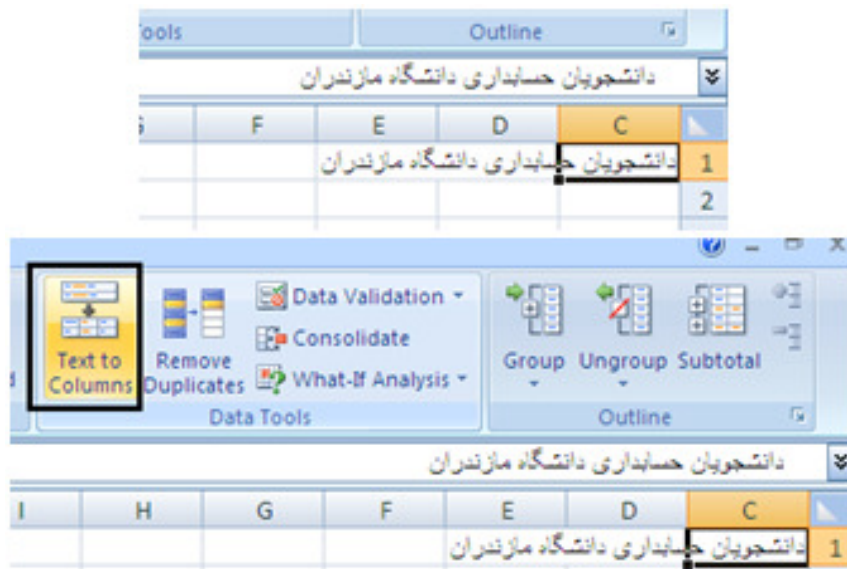 ools Outline
دانشجویان حسابداری دانشگاه مازندران
F E D C
دانشجویان حسابداری دانشگاه مازندران 1
2
Text to Columns
Remove Duplicates
Data Validation
Consolidate
What-If Analysis
Group Ungroup Subtotal
Data Tools Outline
دانشجویان حسابداری دانشگاه مازندران
I H G F E D C
دانشجویان حسابداری دانشگاه مازندران 1